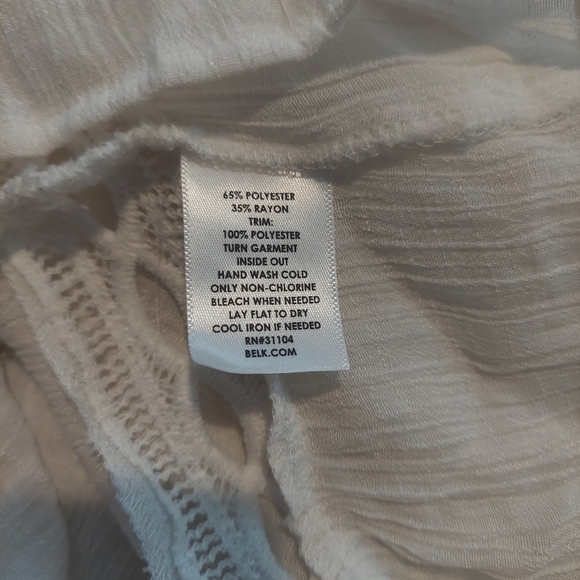 65% POLYESTER
35% RAYON
TRIM:
100% POLYESTER
TURN GARMENT
INSIDE OUT
HAND WASH COLD
ONLY NON-CHLORINE
BLEACH WHEN NEEDED
LAY FLAT TO DRY
COOL IRON IF NEEDED
RN#31104
BELK.COM